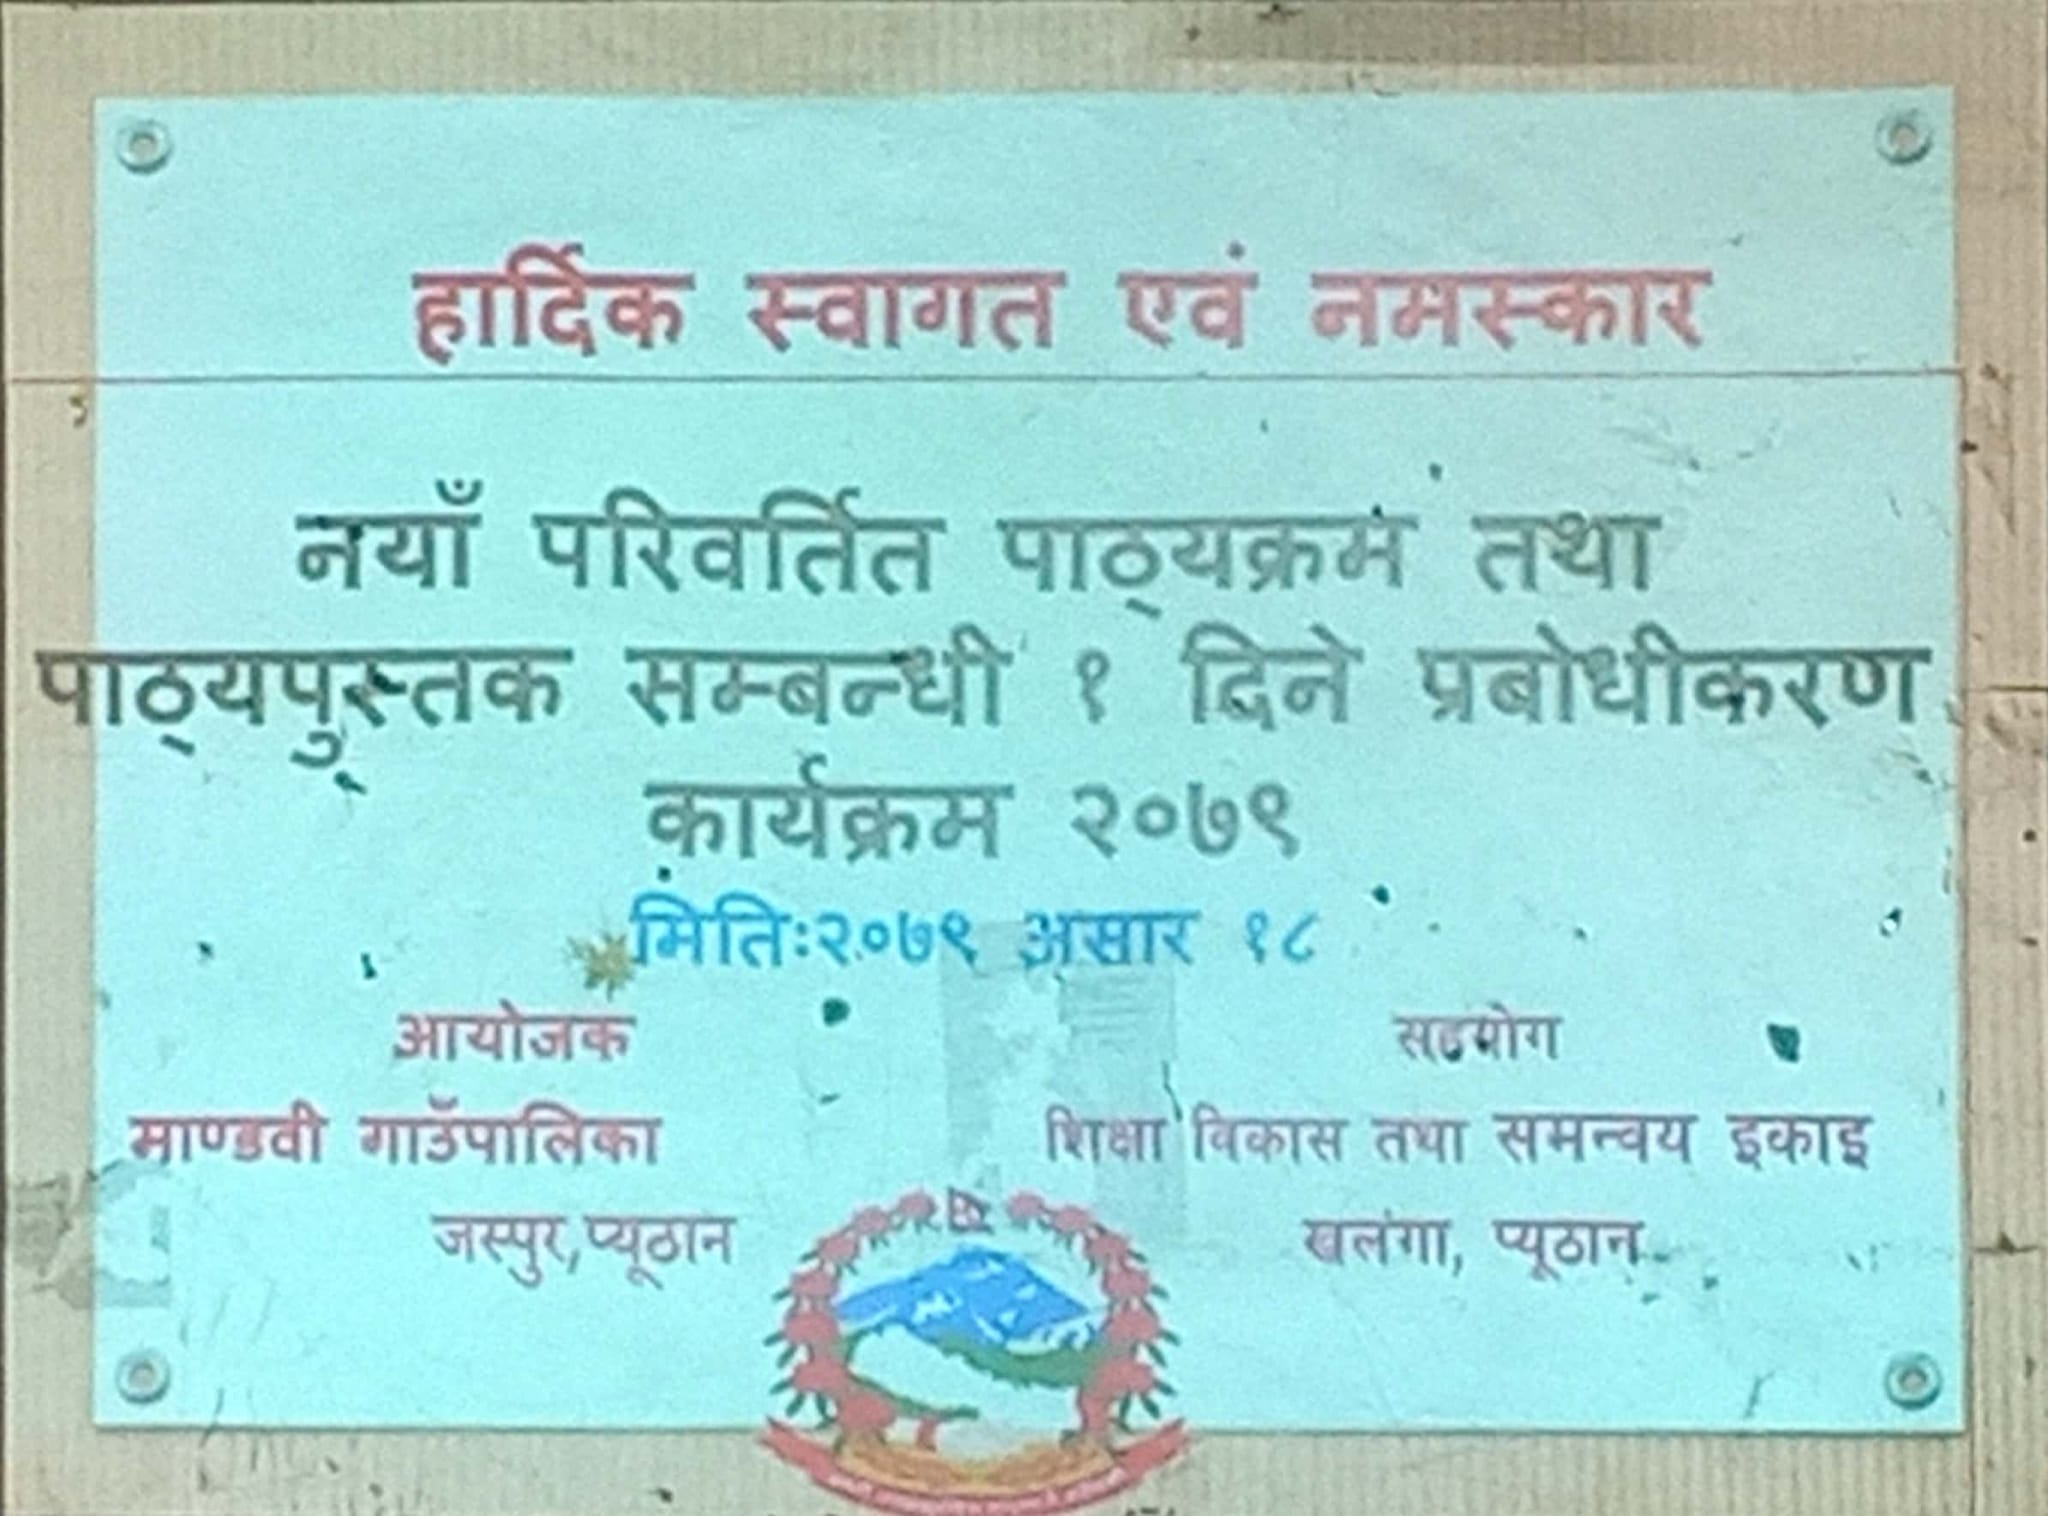 हार्दिक स्वागत एवं नमस्कार
नयाँ परिवर्तित पाठ्यक्रम तथा
पाठ्यपुस्तक सम्बन्धी १ दिने प्रबोधीकरण
कार्यक्रम २०७९
मितिः२०७९ असार १८
आयोजक
माण्डवी गाउँपालिका
जस्पुर,प्यूठान
सहयोग
शिक्षा विकास तथा समन्वय इकाइ
खलंगा, प्यूठान